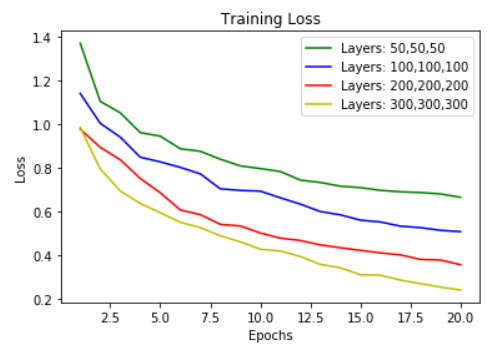 Training Loss
Layers: 50,50,50
Layers: 100,100,100
Layers: 200,200,200
Layers: 300,300,300
Loss
1.4
1.2
1.0
0.8
0.6
0.4
0.2
2.5 5.0 7.5 10.0 12.5 15.0 17.5 20.0
Epochs